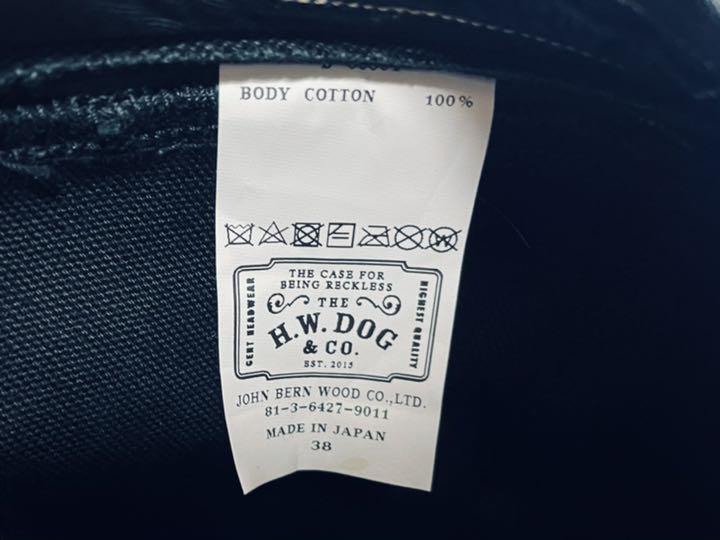 BODY COTTON 100%
THE CASE FOR
BEING RECKLESS
THE
H.W. DOG
& CO.
EST. 2015
GENT HEADWEAR
HIGHEST QUALITY
JOHN BERN WOOD CO.,LTD.
81-3-6427-9011
MADE IN JAPAN
38